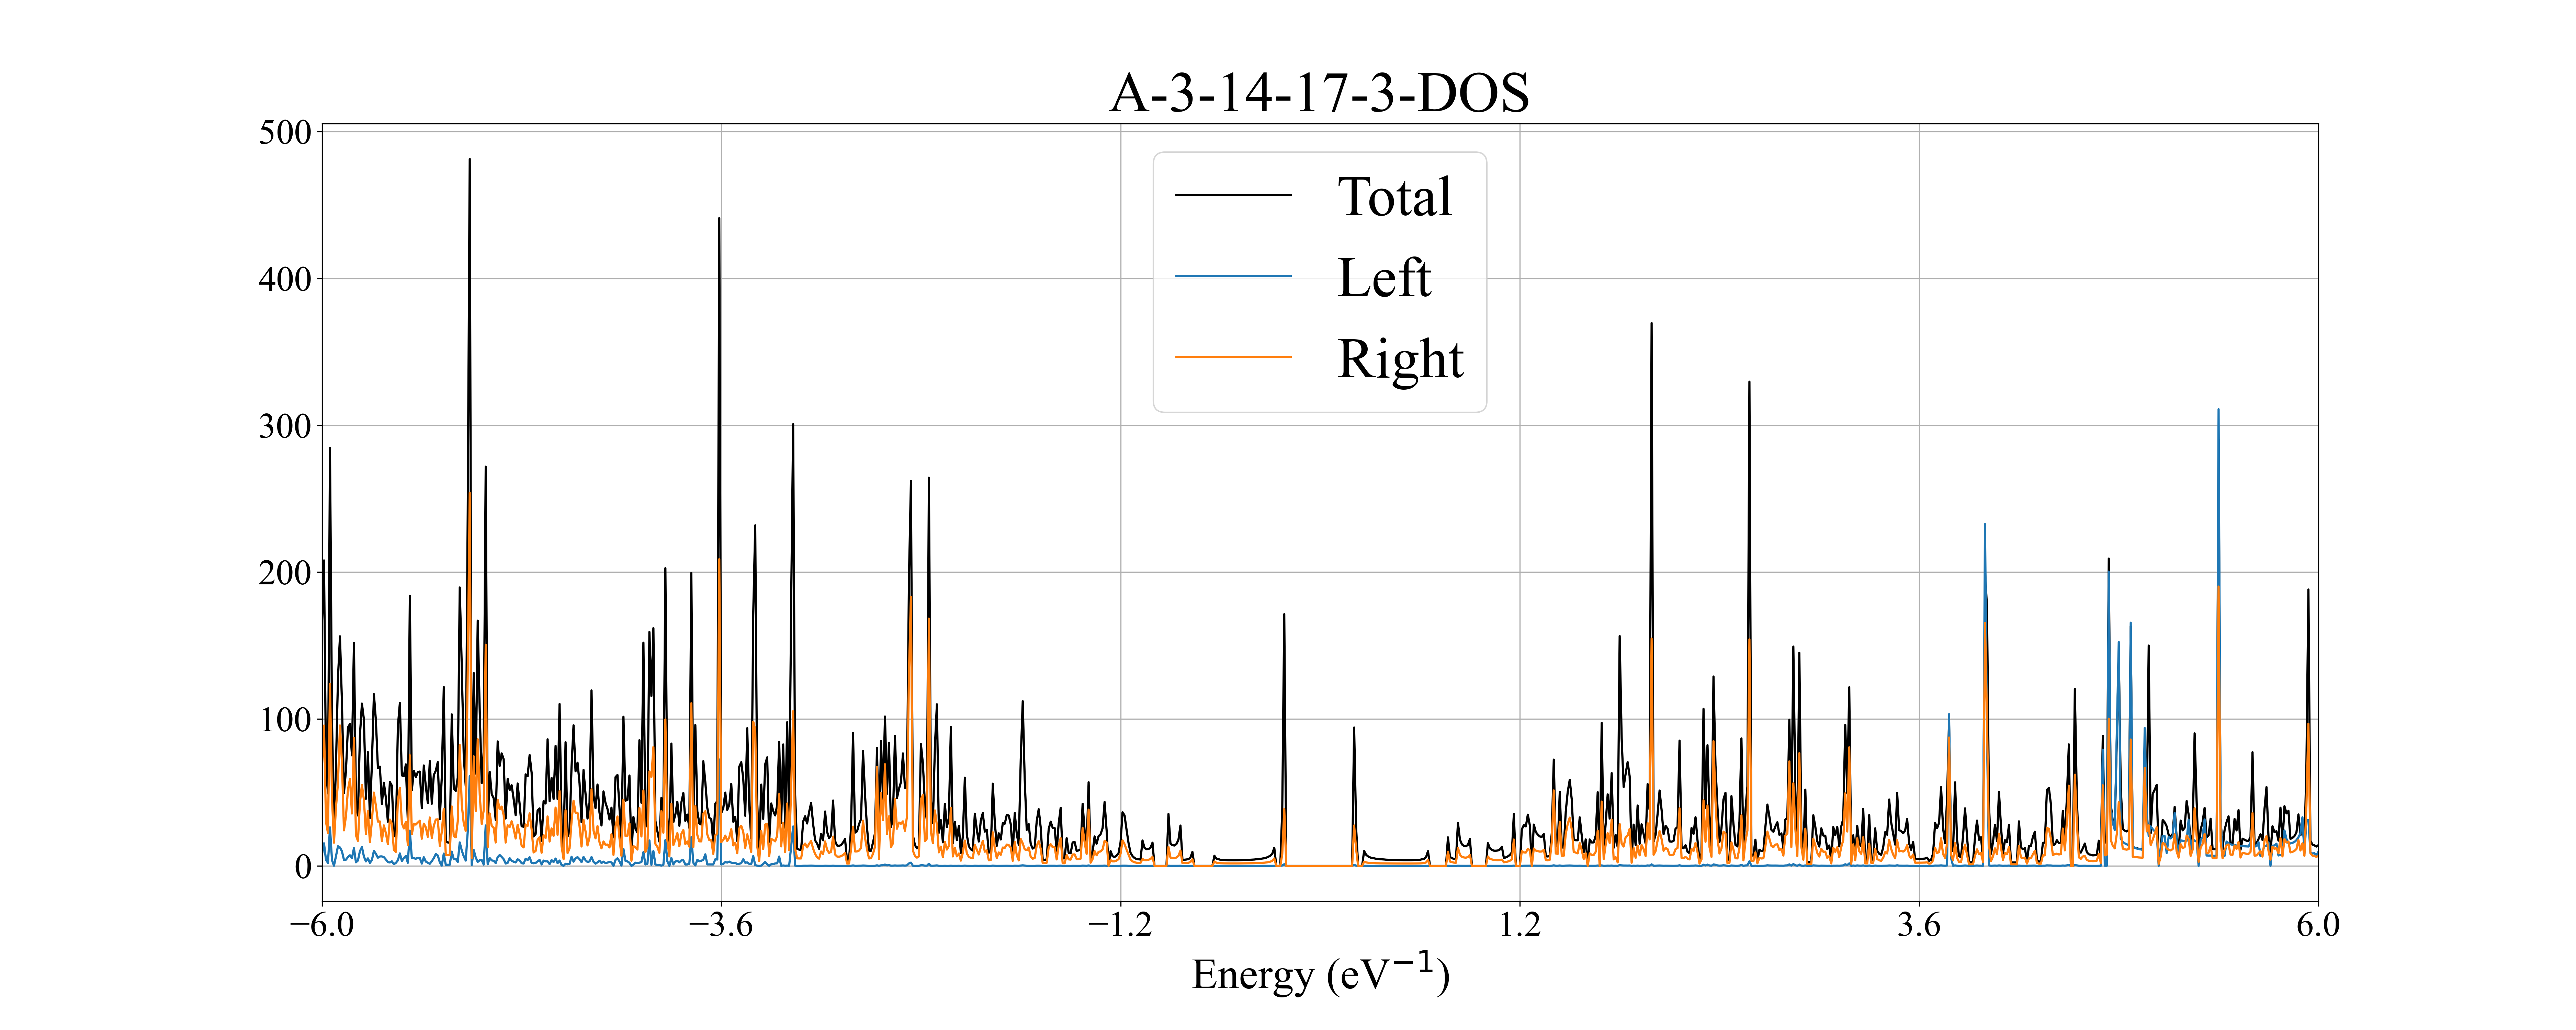 A-3-14-17-3-DOS
Total
Left
Right
500
400
300
200
100
0
−6.0 −3.6 −1.2 1.2 3.6 6.0
Energy (eV⁻¹)